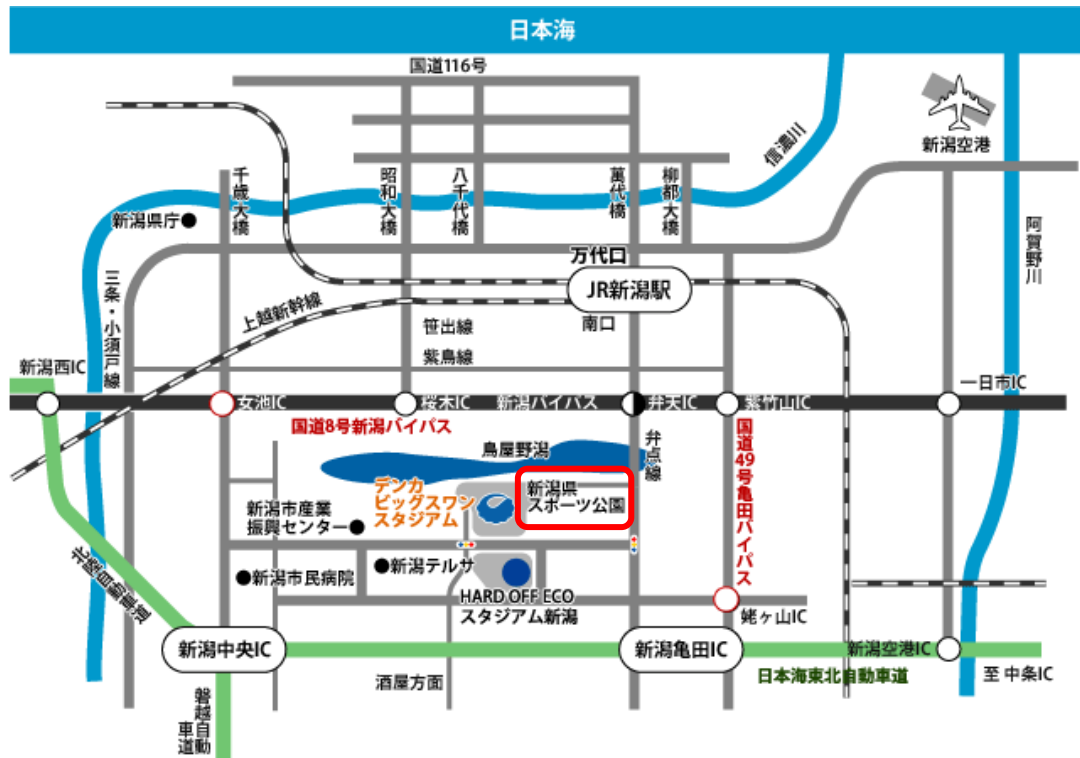 日本海
国道116号
新潟空港
信濃川
千歳大橋
昭和大橋
八千代橋
萬代橋
柳都大橋
新潟県庁●
阿賀野川
万代口
JR新潟駅
南口
三条・小須戸線
上越新幹線
笹出線
紫鳥線
新潟西IC
一日市IC
女池IC
桜木IC
新潟バイパス
弁天IC
紫竹山IC
国道8号新潟バイパス
鳥屋野潟
弁点線
国道49号亀田バイパス
デンカ
ビッグスワン
スタジアム
新潟県
スポーツ公園
新潟市産業
振興センター●
●新潟市民病院
●新潟テルサ
北陸自動車道
HARD OFF ECO
スタジアム新潟
姥ヶ山IC
新潟中央IC
新潟亀田IC
新潟空港IC
日本海東北自動車道
至 中条IC
酒屋方面
磐越自動
車道